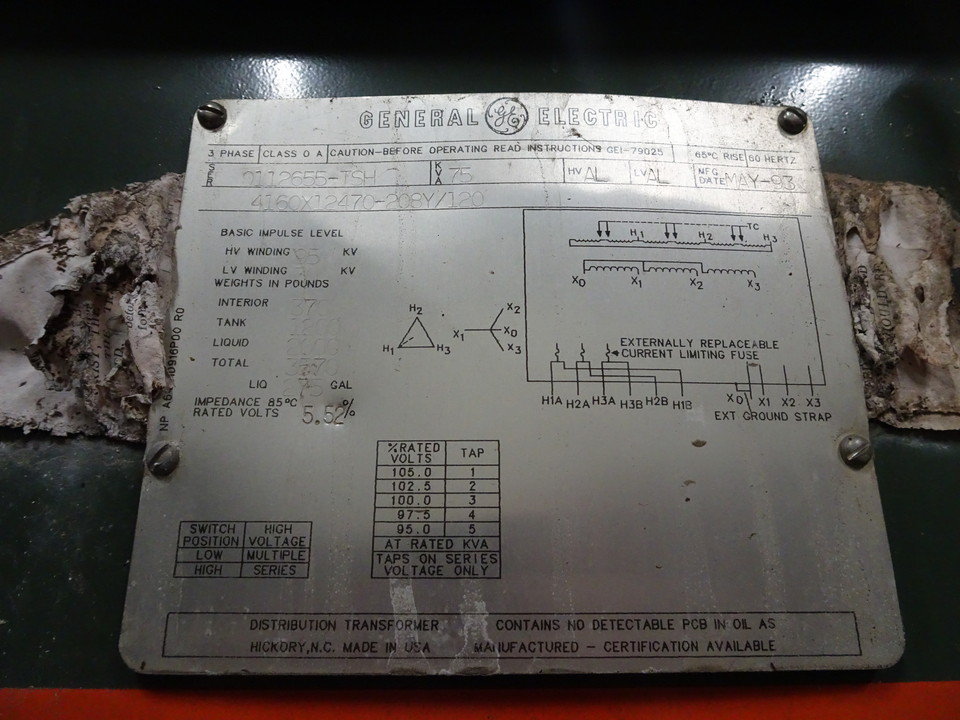 GENERAL GE ELECTRIC
3 PHASE CLASS O A CAUTION-BEFORE OPERATING READ INSTRUCTIONS GEI-79025 65°C RISE 60 HERTZ
KVA 75 HV AL LV AL MFG DATE MAY-93
4160X12470-208Y/120
BASIC IMPULSE LEVEL
HV WINDING 95 KV
LV WINDING KV
WEIGHTS IN POUNDS
INTERIOR
TANK
LIQUID
TOTAL
LIQ GAL
IMPEDANCE 85°C
RATED VOLTS 5.52%
TC
H1 H2 H3
X0 X1 X2 X3
H2
H1 H3
X2
X1 X0
X3
EXTERNALLY REPLACEABLE
CURRENT LIMITING FUSE
H1A H2A H3A H3B H2B H1B X0 X1 X2 X3
EXT GROUND STRAP
%RATED VOLTS TAP
105.0 1
102.5 2
100.0 3
97.5 4
95.0 5
AT RATED KVA
TAPS ON SERIES
VOLTAGE ONLY
SWITCH POSITION HIGH VOLTAGE
LOW MULTIPLE
HIGH SERIES
DISTRIBUTION TRANSFORMER CONTAINS NO DETECTABLE PCB IN OIL AS
HICKORY,N.C. MADE IN USA MANUFACTURED - CERTIFICATION AVAILABLE